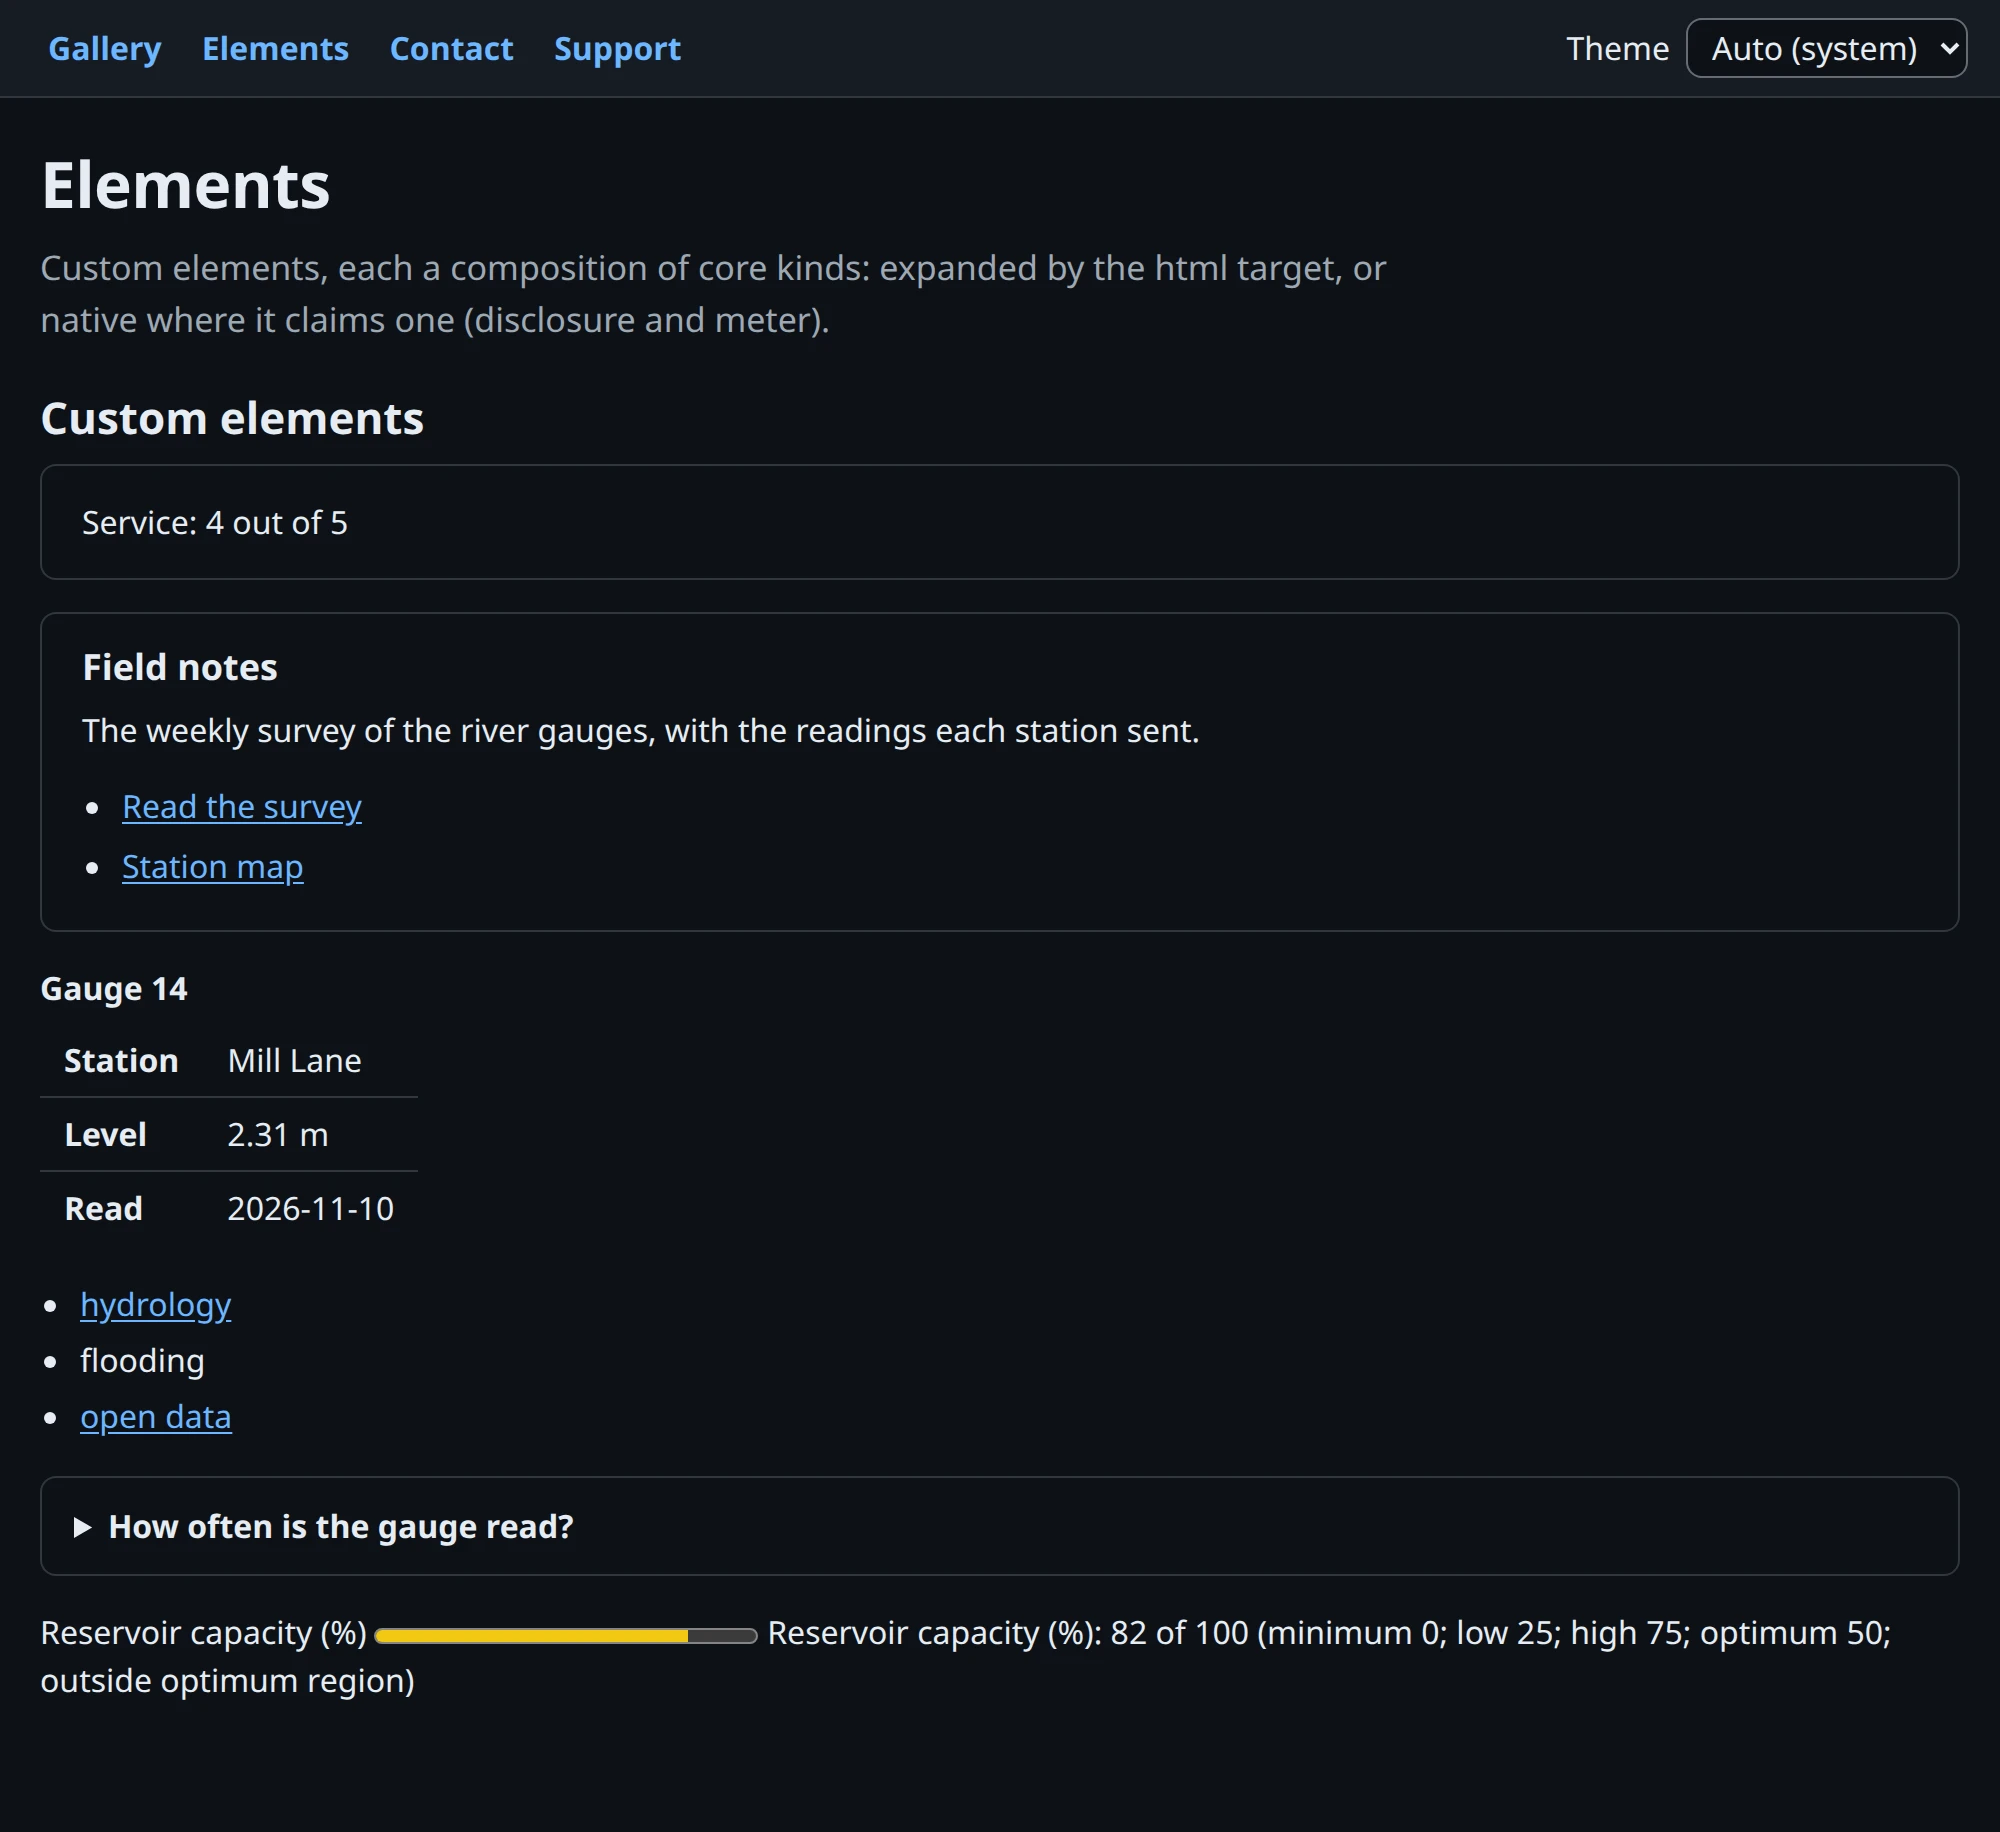 Gallery Elements Contact Support Theme Auto (system)
Elements
Custom elements, each a composition of core kinds: expanded by the html target, or
native where it claims one (disclosure and meter).
Custom elements
Service: 4 out of 5
Field notes
The weekly survey of the river gauges, with the readings each station sent.
Read the survey
Station map
Gauge 14
Station Mill Lane
Level 2.31 m
Read 2026-11-10
hydrology
flooding
open data
How often is the gauge read?
Reservoir capacity (%) Reservoir capacity (%): 82 of 100 (minimum 0; low 25; high 75; optimum 50;
outside optimum region)